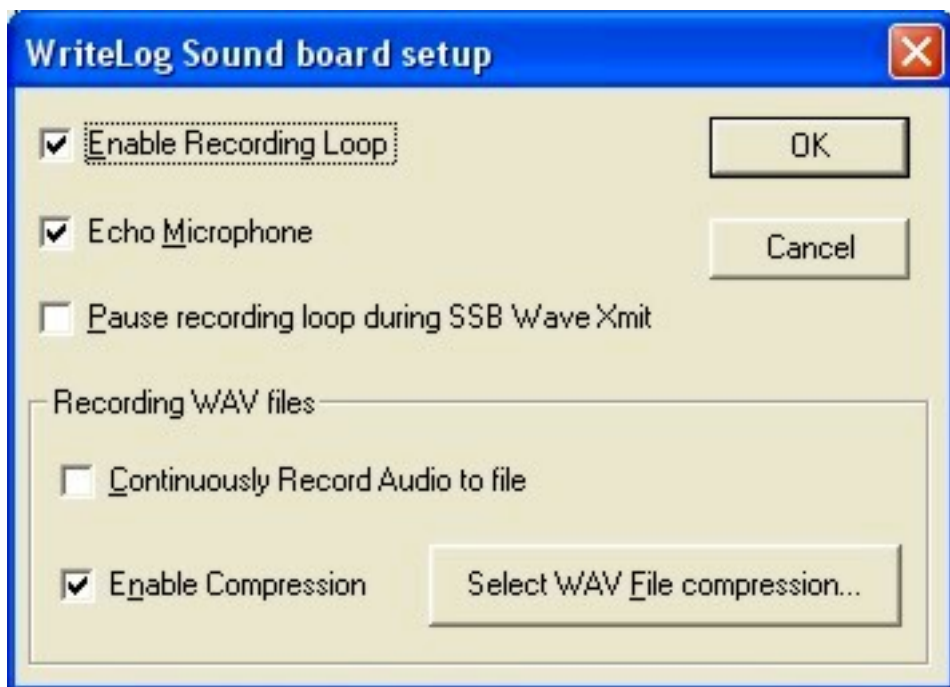 WriteLog Sound board setup
Enable Recording Loop
OK
Echo Microphone
Cancel
Pause recording loop during SSB Wave Xmit
Recording WAV files
Continuously Record Audio to file
Enable Compression
Select WAV File compression...